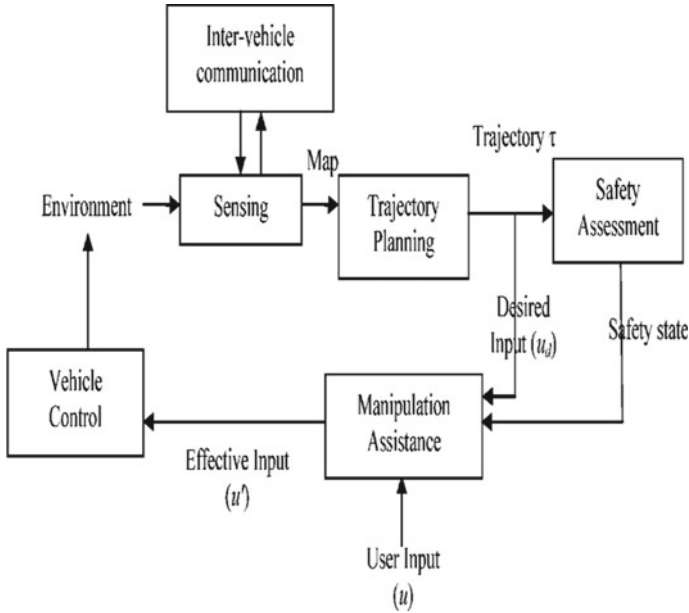 Inter-vehicle
communication
Trajectory τ
Map
Environment
Sensing
Trajectory
Planning
Safety
Assessment
Desired
Input (u_d)
Safety state
Vehicle
Control
Manipulation
Assistance
Effective Input
(u')
User Input
(u)